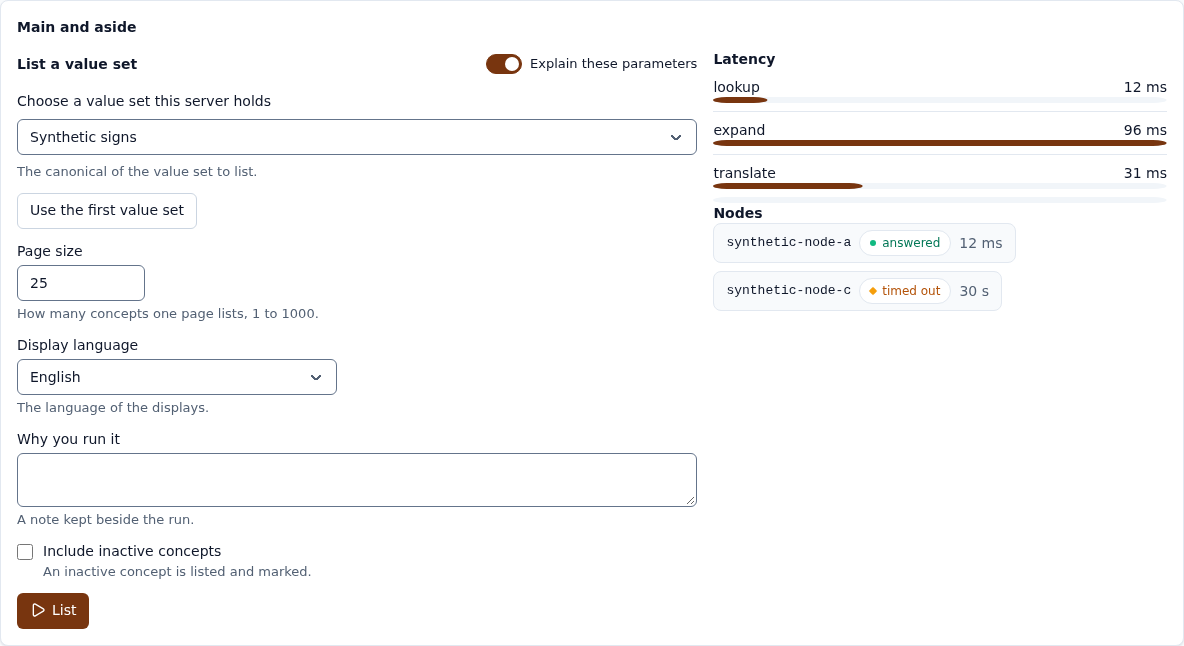 Main and aside
List a value set
Explain these parameters
Choose a value set this server holds
Synthetic signs
The canonical of the value set to list.
Use the first value set
Page size
25
How many concepts one page lists, 1 to 1000.
Display language
English
The language of the displays.
Why you run it
A note kept beside the run.
Include inactive concepts
An inactive concept is listed and marked.
List
Latency
lookup 12 ms
expand 96 ms
translate 31 ms
Nodes
synthetic-node-a answered 12 ms
synthetic-node-c timed out 30 s